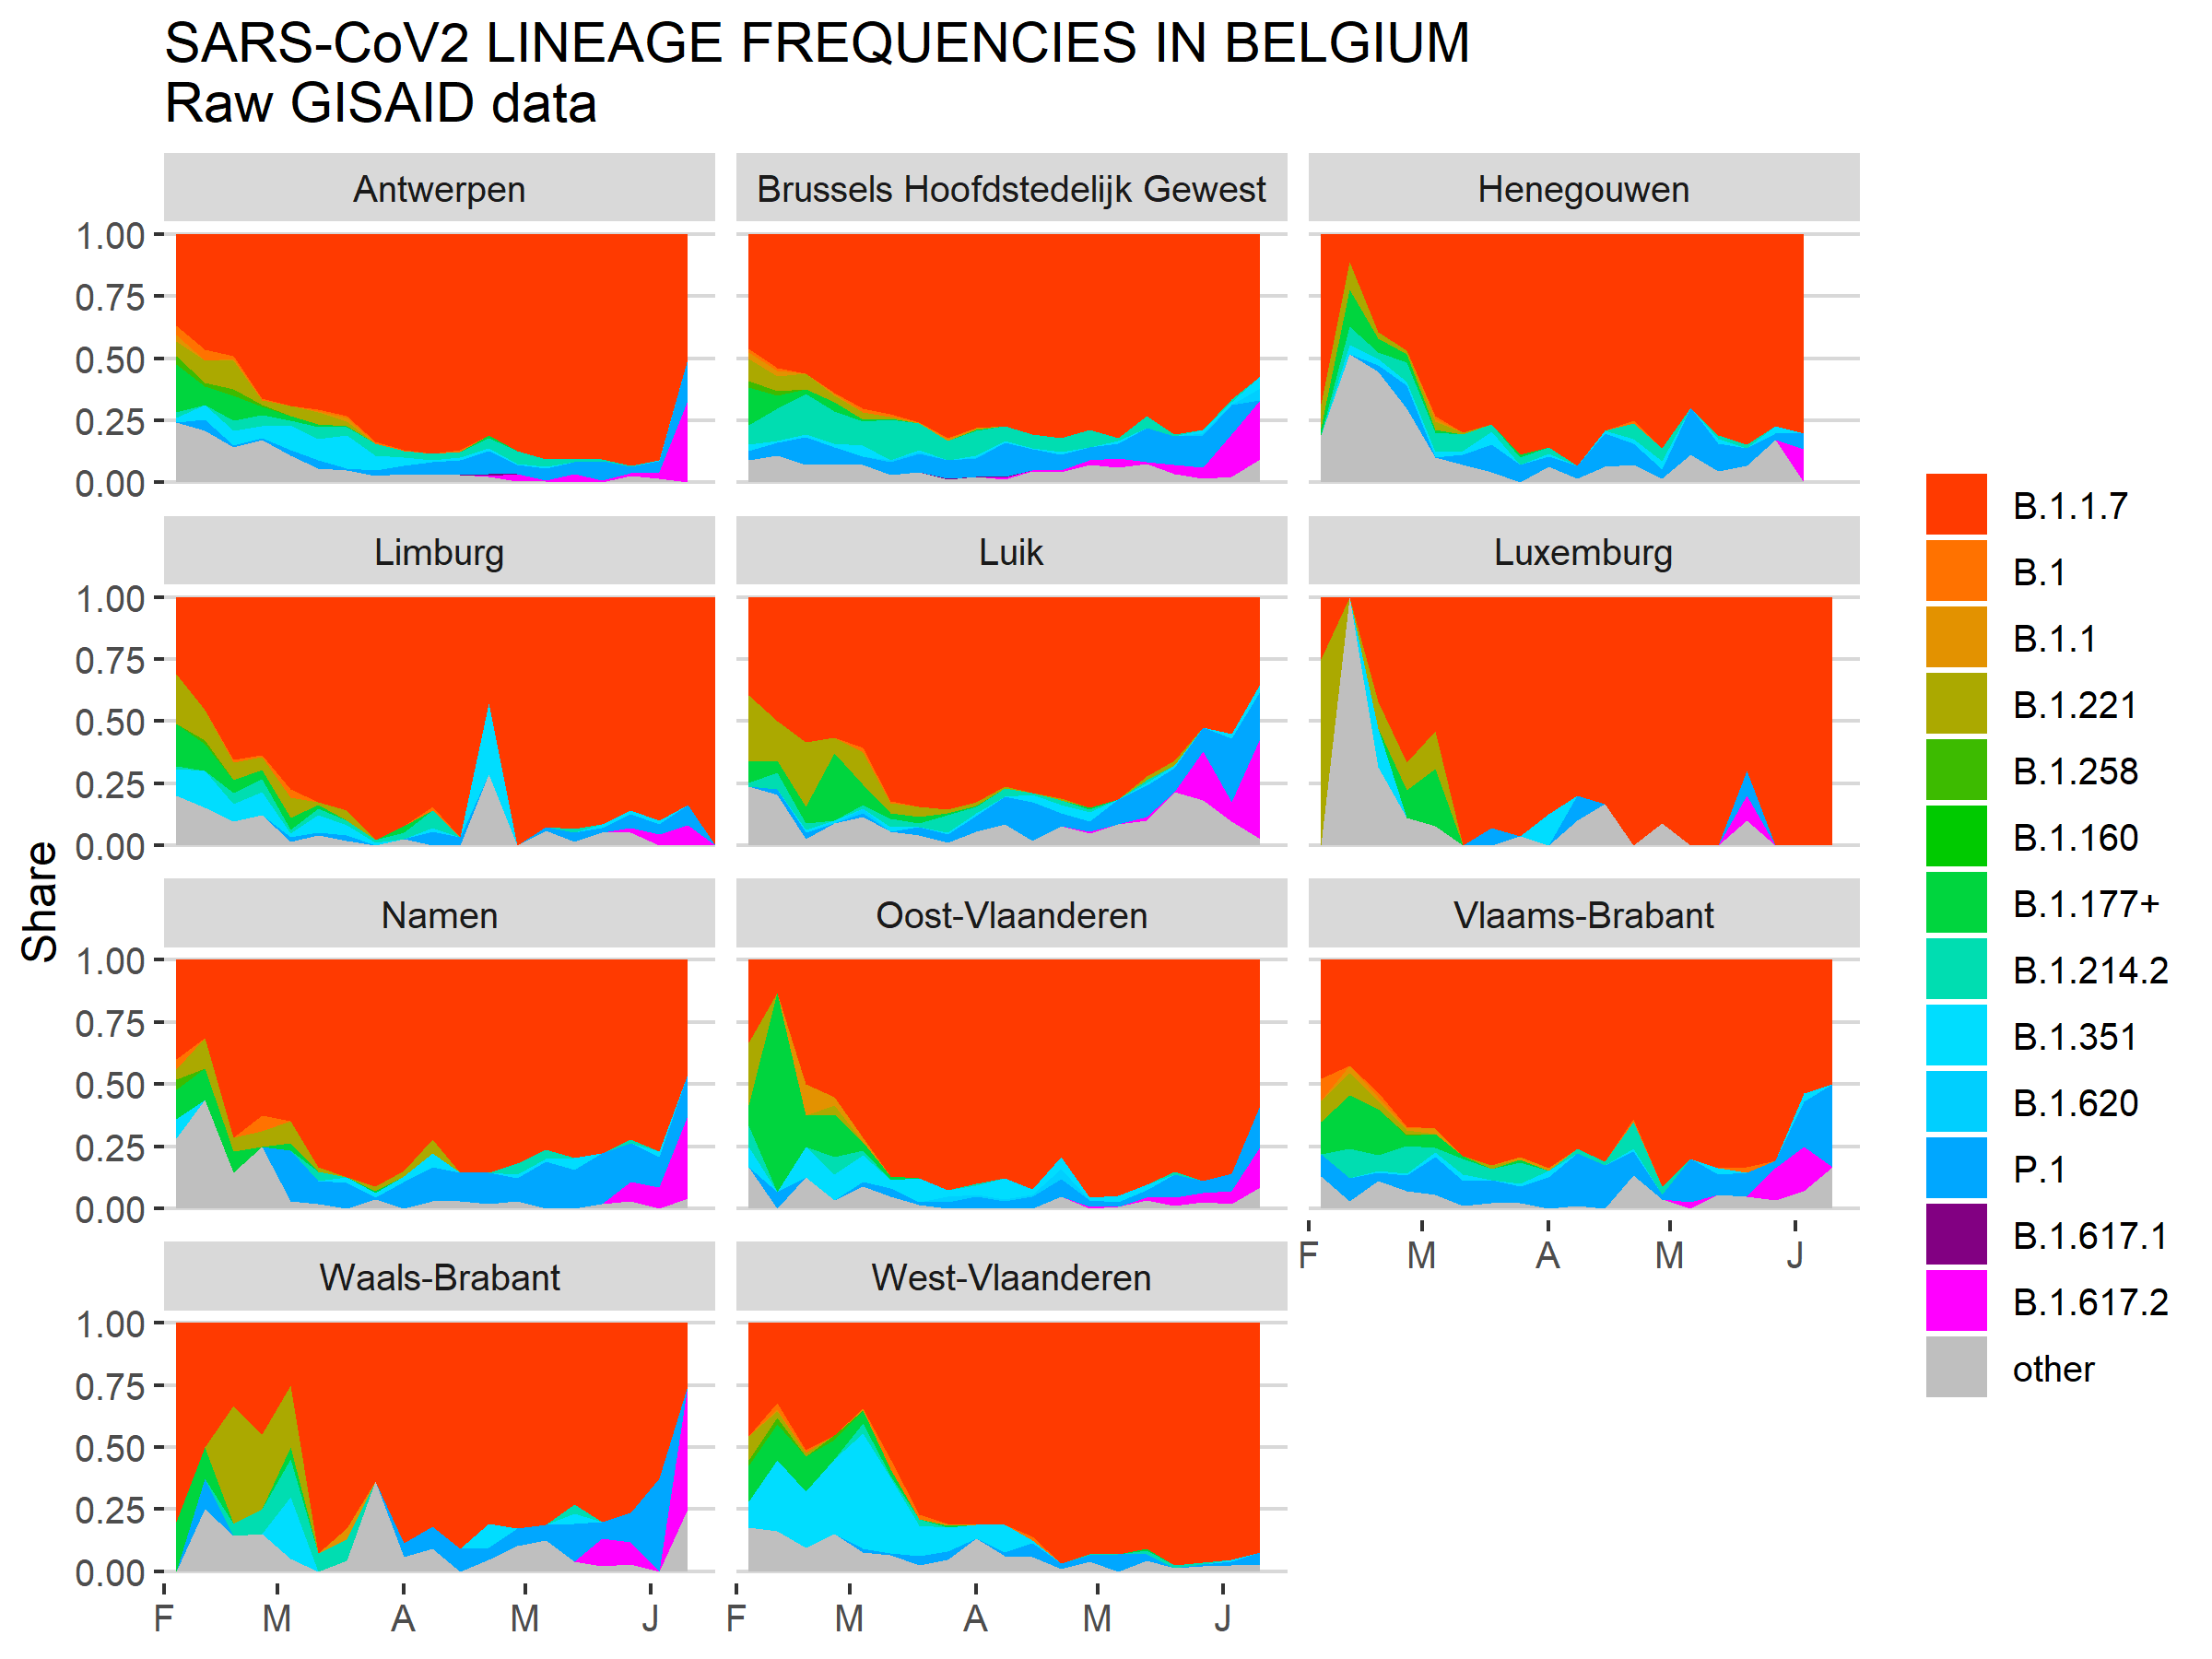 SARS-CoV2 LINEAGE FREQUENCIES IN BELGIUM
Raw GISAID data
Antwerpen
Brussels Hoofdstedelijk Gewest
Henegouwen
1.00
0.75
0.50
0.25
0.00
Limburg
Luik
Luxemburg
1.00
0.75
0.50
0.25
0.00
Share
Namen
Oost-Vlaanderen
Vlaams-Brabant
1.00
0.75
0.50
0.25
0.00
F M A M J
Waals-Brabant
West-Vlaanderen
1.00
0.75
0.50
0.25
0.00
F M A M J
F M A M J
B.1.1.7
B.1
B.1.1
B.1.221
B.1.258
B.1.160
B.1.177+
B.1.214.2
B.1.351
B.1.620
P.1
B.1.617.1
B.1.617.2
other